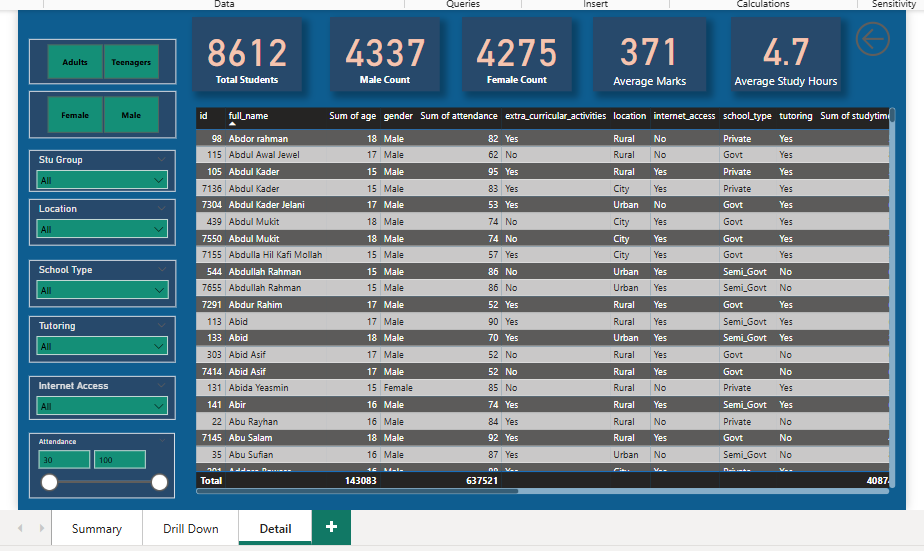 Data Queries Insert Calculations Sensitivity
8612
Total Students
4337
Male Count
4275
Female Count
371
Average Marks
4.7
Average Study Hours
Adults Teenagers
Female Male
Stu Group
All
Location
All
School Type
All
Tutoring
All
Internet Access
All
Attendance
30 100
id full_name Sum of age gender Sum of attendance extra_curricular_activities location internet_access school_type tutoring Sum of studytime
98 Abdor rahman 18 Male 82 Yes Rural No Private Yes
115 Abdul Awal Jewel 17 Male 62 No Rural No Govt Yes
105 Abdul Kader 15 Male 95 Yes Rural Yes Private Yes
7136 Abdul Kader 15 Male 83 Yes City Yes Private Yes
7304 Abdul Kader Jelani 17 Male 53 Yes Urban No Govt Yes
439 Abdul Mukit 18 Male 74 No City Yes Govt Yes
7550 Abdul Mukit 18 Male 74 No City Yes Govt Yes
7155 Abdulla Hil Kafi Mollah 15 Male 57 Yes City Yes Govt Yes
544 Abdullah Rahman 15 Male 86 No Urban Yes Semi_Govt No
7655 Abdullah Rahman 15 Male 86 No Urban Yes Semi_Govt No
7291 Abdur Rahim 17 Male 52 Yes Rural Yes Govt Yes
113 Abid 17 Male 90 Yes Rural Yes Semi_Govt Yes
133 Abid 18 Male 70 Yes Urban Yes Semi_Govt Yes
303 Abid Asif 17 Male 52 No Rural Yes Govt No
7414 Abid Asif 17 Male 52 No Rural Yes Govt No
131 Abida Yeasmin 15 Female 85 No Rural No Private Yes
141 Abir 16 Male 74 Yes Rural Yes Semi_Govt Yes
22 Abu Rayhan 16 Male 84 Yes Rural No Private No
7145 Abu Salam 18 Male 92 Yes Rural Yes Govt No
35 Abu Sufian 16 Male 87 Yes Urban No Semi_Govt No
Total 143083 637521 4087
Summary Drill Down Detail +